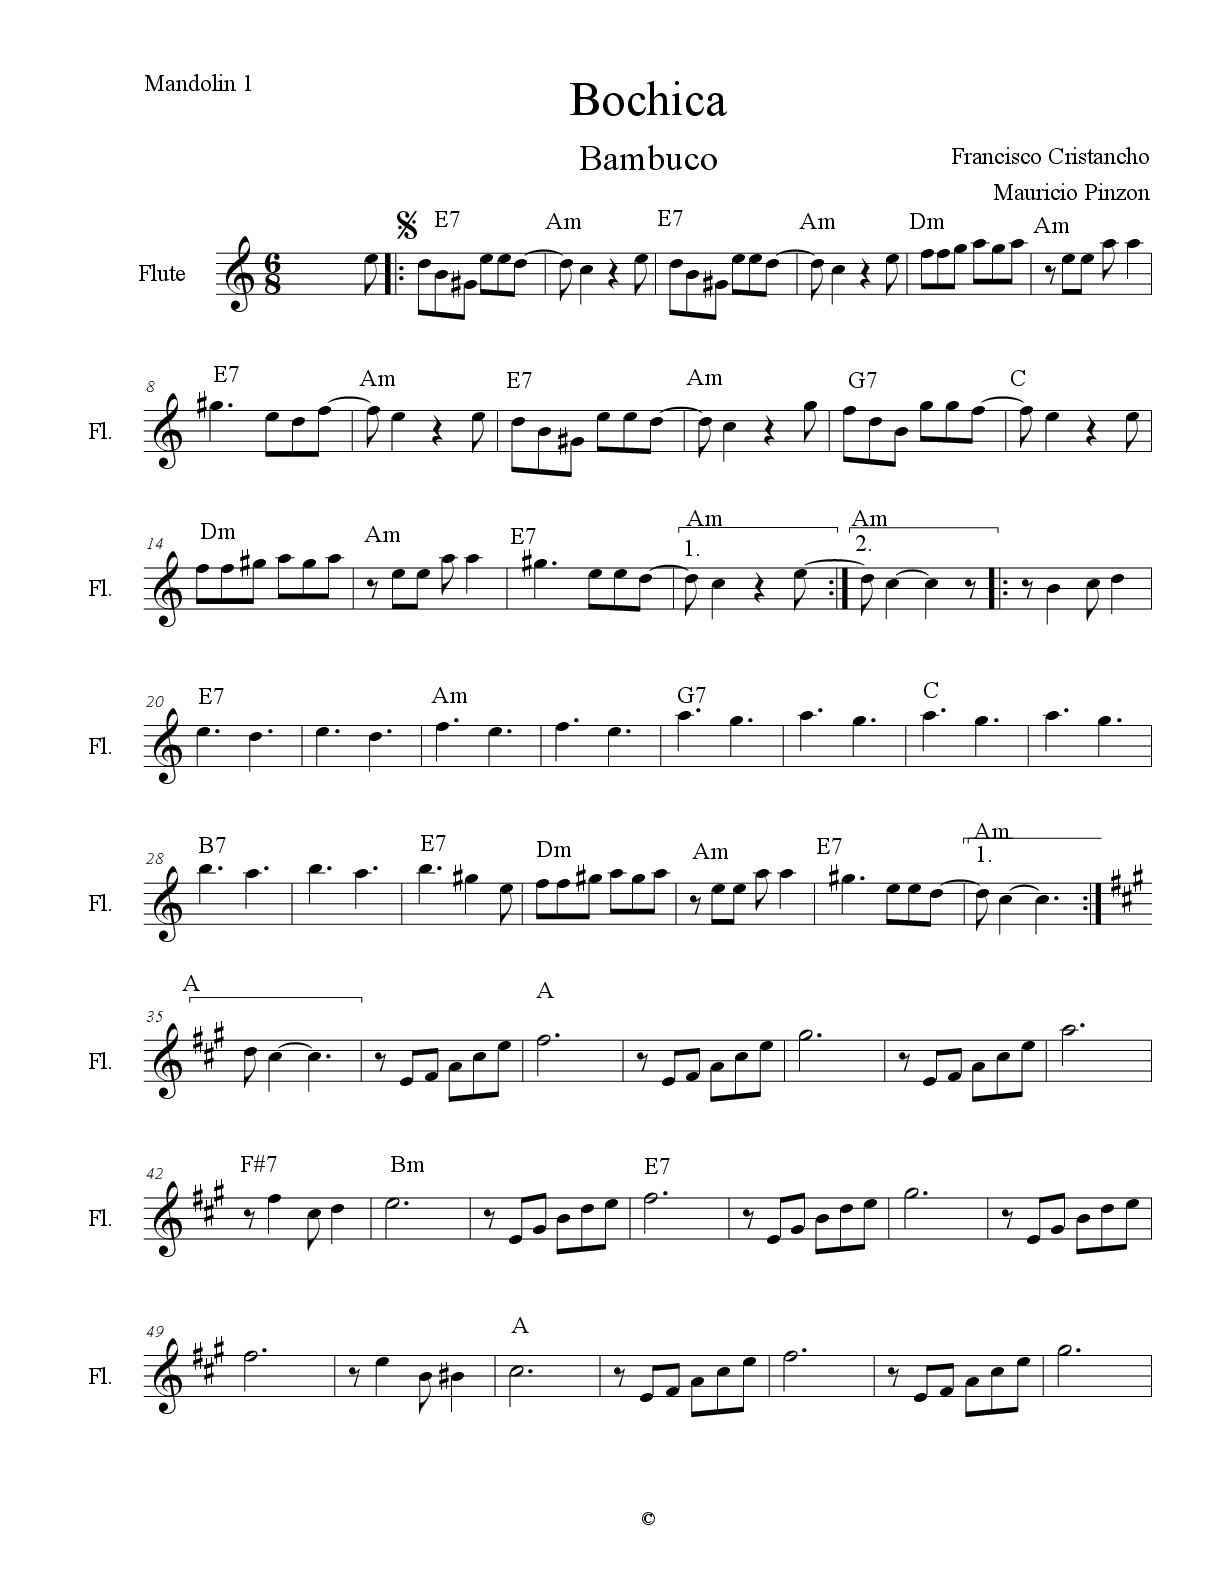 Mandolin 1
Bochica
Bambuco
Francisco Cristancho
Mauricio Pinzon
E7 Am E7 Am Dm Am
Flute 6 8
8 E7 Am E7 Am G7 C
Fl.
14 Dm Am E7 Am Am
1. 2.
Fl.
20 E7 Am G7 C
Fl.
28 B7 E7 Dm Am E7 Am
1.
Fl.
35 A A
Fl.
42 F#7 Bm E7
Fl.
49 A
Fl.
©